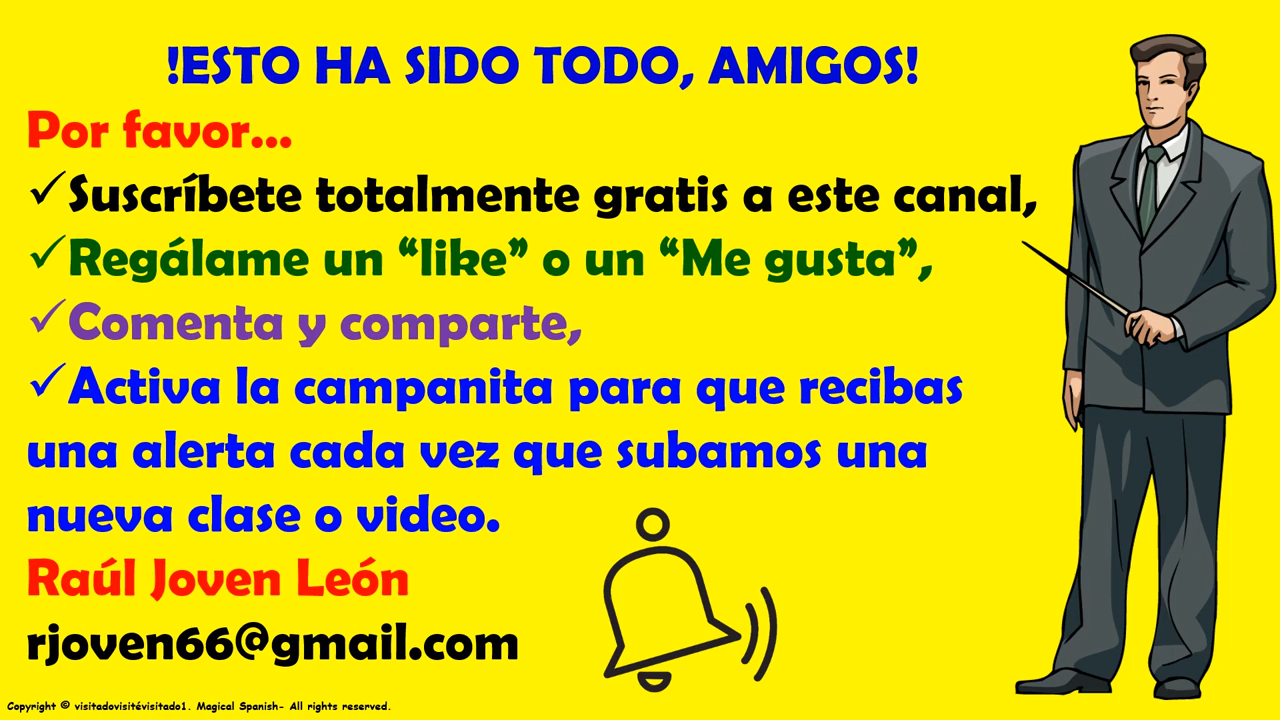 !ESTO HA SIDO TODO, AMIGOS!
Por favor...
✓Suscríbete totalmente gratis a este canal,
✓Regálame un “like” o un “Me gusta”,
✓Comenta y comparte,
✓Activa la campanita para que recibas
una alerta cada vez que subamos una
nueva clase o video.
Raúl Joven León
rjoven66@gmail.com
Copyright © visitadovisitévisitado1. Magical Spanish- All rights reserved.